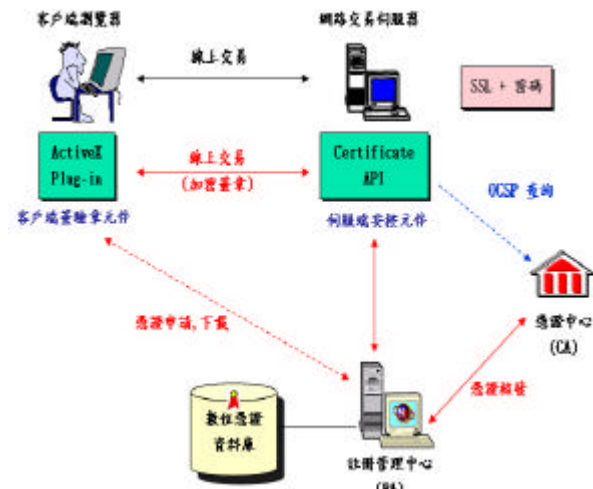 客戶端瀏覽器
網路交易伺服器
線上交易
SSL + 密碼
ActiveX
Plug-in
線上交易
(加密簽章)
Certificate
API
OCSP 查詢
客戶端簽驗章元件
伺服端安控元件
憑證申請,下載
憑證中心
(CA)
憑證核發
數位憑證
資料庫
註冊管理中心
(RA)